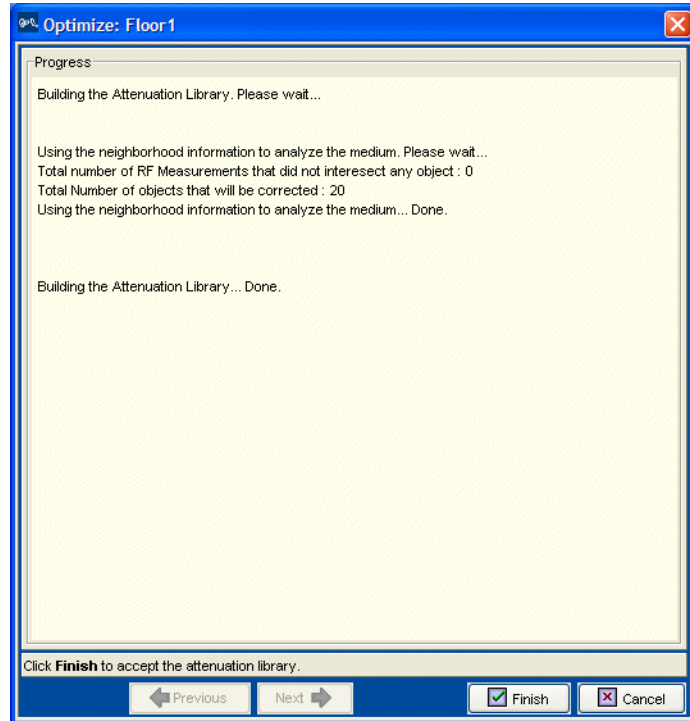 Optimize: Floor1
Progress
Building the Attenuation Library. Please wait...
Using the neighborhood information to analyze the medium. Please wait...
Total number of RF Measurements that did not interesect any object : 0
Total Number of objects that will be corrected : 20
Using the neighborhood information to analyze the medium... Done.
Building the Attenuation Library... Done.
Click Finish to accept the attenuation library.
Previous Next Finish Cancel